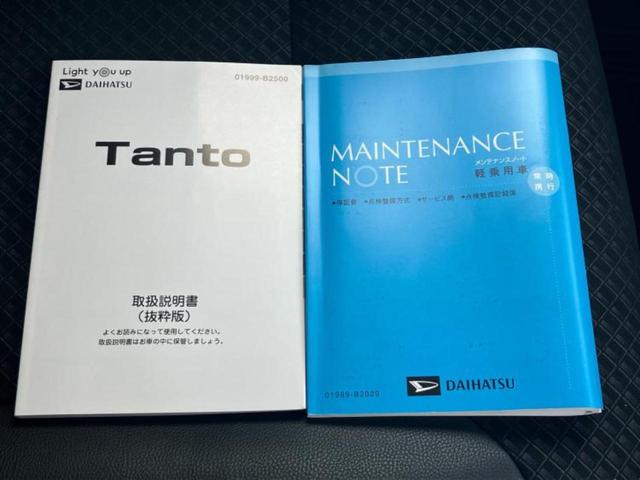 Light you up
DAIHATSU
01999-B2500
Tanto
取扱説明書
(抜粋版)
よくお読みになって使用してください。
取扱説明書はお車の中に保管しましょう。
MAINTENANCE
NOTE
メンテナンスノート
軽乗用車
常時
携行
•保証書 •点検整備方式 •サービス網 •点検整備記録簿
01989-B2029
DAIHATSU